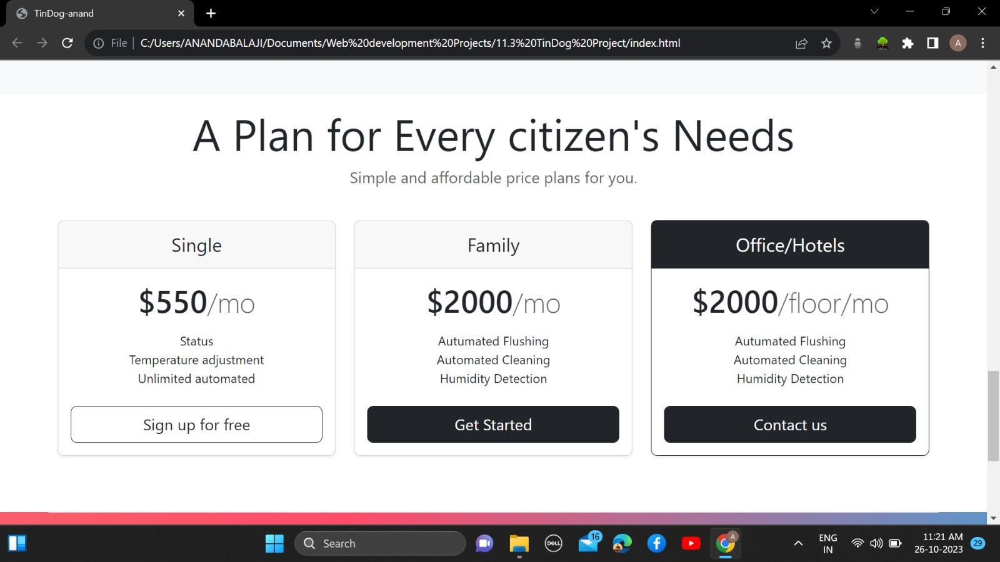 TinDog-anand
File
C:/Users/ANANDABALAJI/Documents/Web%20development%20Projects/11.3%20TinDog%20Project/index.html
A
A Plan for Every citizen's Needs
Simple and affordable price plans for you.
Single
$550/mo
Status
Temperature adjustment
Unlimited automated
Sign up for free
Family
$2000/mo
Autumated Flushing
Automated Cleaning
Humidity Detection
Get Started
Office/Hotels
$2000/floor/mo
Autumated Flushing
Automated Cleaning
Humidity Detection
Contact us
Search
DELL
16
A
ENG
IN
11:21 AM
26-10-2023
29